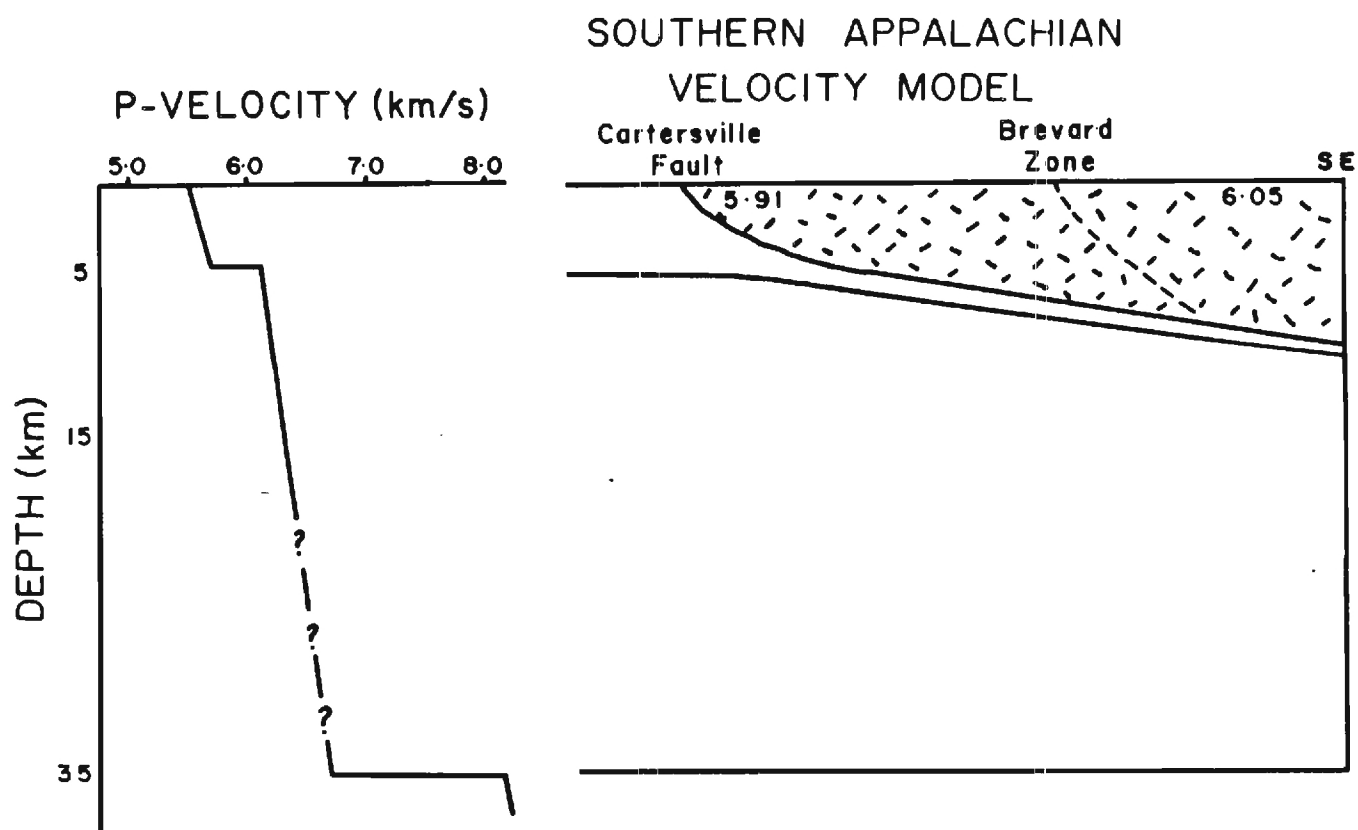 SOUTHERN APPALACHIAN
VELOCITY MODEL
P-VELOCITY (km/s)
5.0 6.0 7.0 8.0
Cartersville
Fault
Brevard
Zone
SE
5.91
6.05
DEPTH (km)
5
15
35
?
?
?